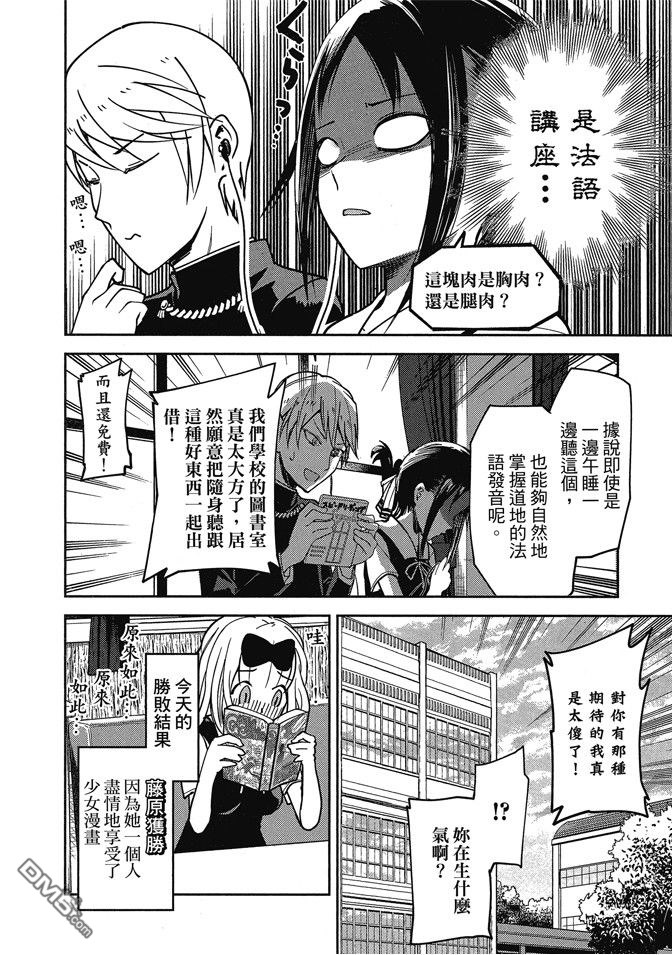 是法語
講座…
くらっ…
這塊肉是胸肉？
還是腿肉？
嗯…
嗯…
據說即使是
一邊午睡一
邊聽這個，
也能夠自然地
掌握道地的法
語發音呢。
我們學校的圖書室
真是太大方了，居
然願意把隨身聽跟
這種好東西一起出
借！
而且還免費！
對你有那種
期待的我真
是太傻了！
!?
妳在生什麼
氣啊？
哇
原來如此…
原來
如此…
今天的
勝敗結果
藤原獲勝
因為她一個人
盡情地享受了
少女漫畫
DM5.com